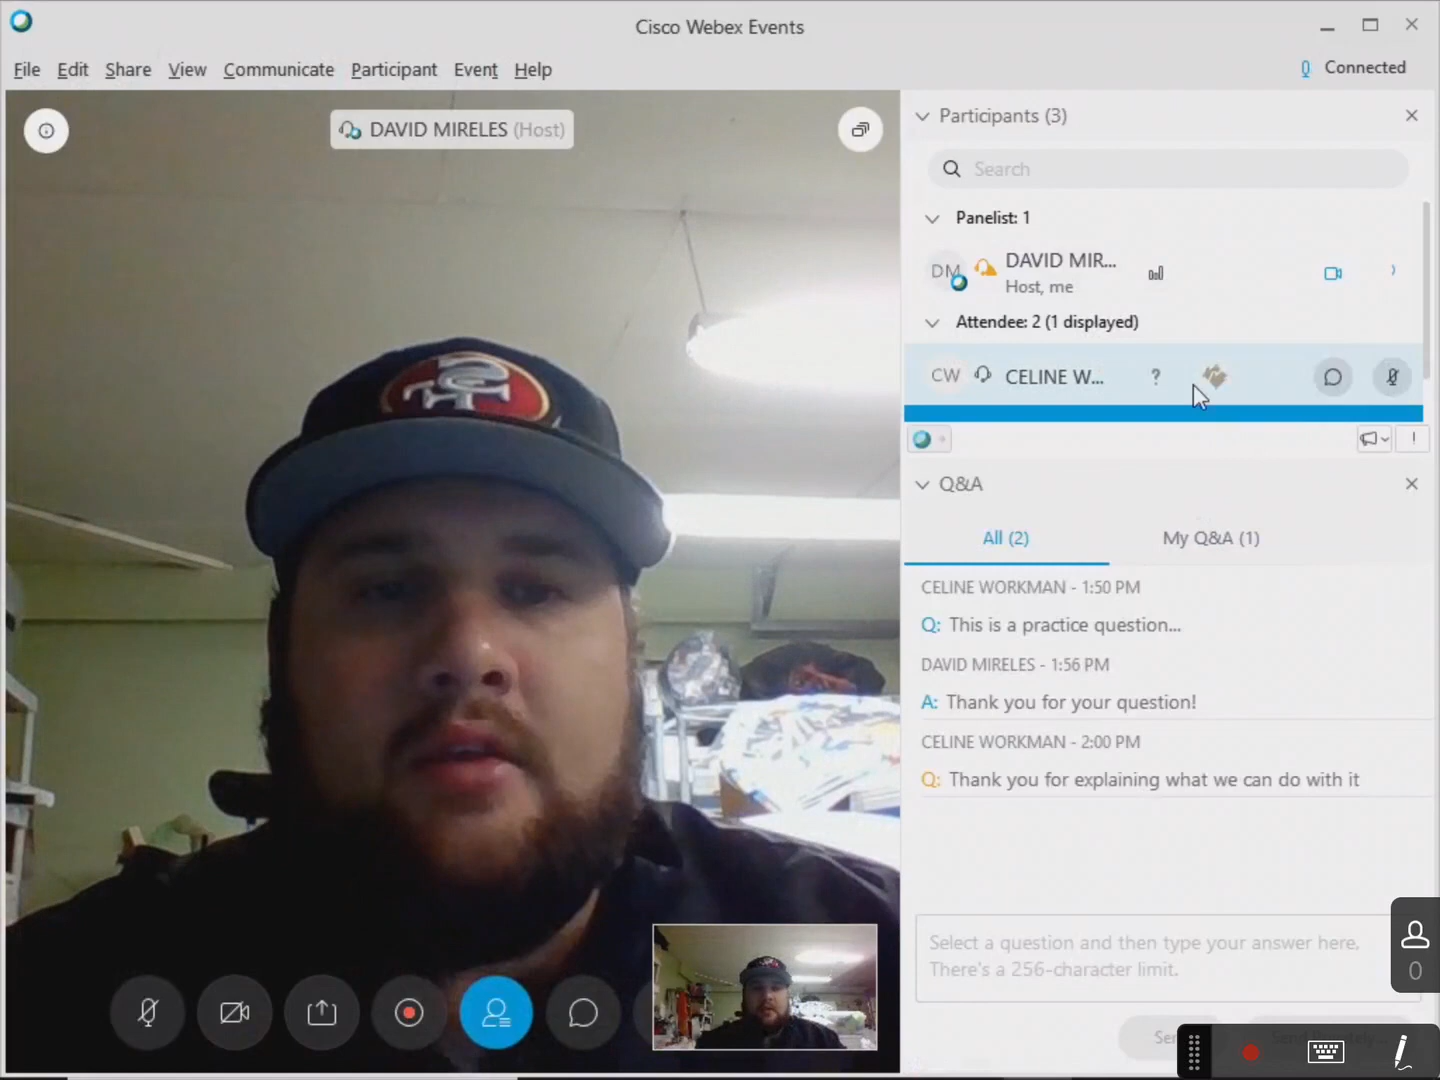 Cisco Webex Events
File Edit Share View Communicate Participant Event Help
Connected
DAVID MIRELES (Host)
Participants (3)
Search
Panelist: 1
DM DAVID MIR...
Host, me
Attendee: 2 (1 displayed)
CW CELINE W... ?
Q&A
All (2) My Q&A (1)
CELINE WORKMAN - 1:50 PM
Q: This is a practice question...
DAVID MIRELES - 1:56 PM
A: Thank you for your question!
CELINE WORKMAN - 2:00 PM
Q: Thank you for explaining what we can do with it
Select a question and then type your answer here,
There's a 256-character limit.
0